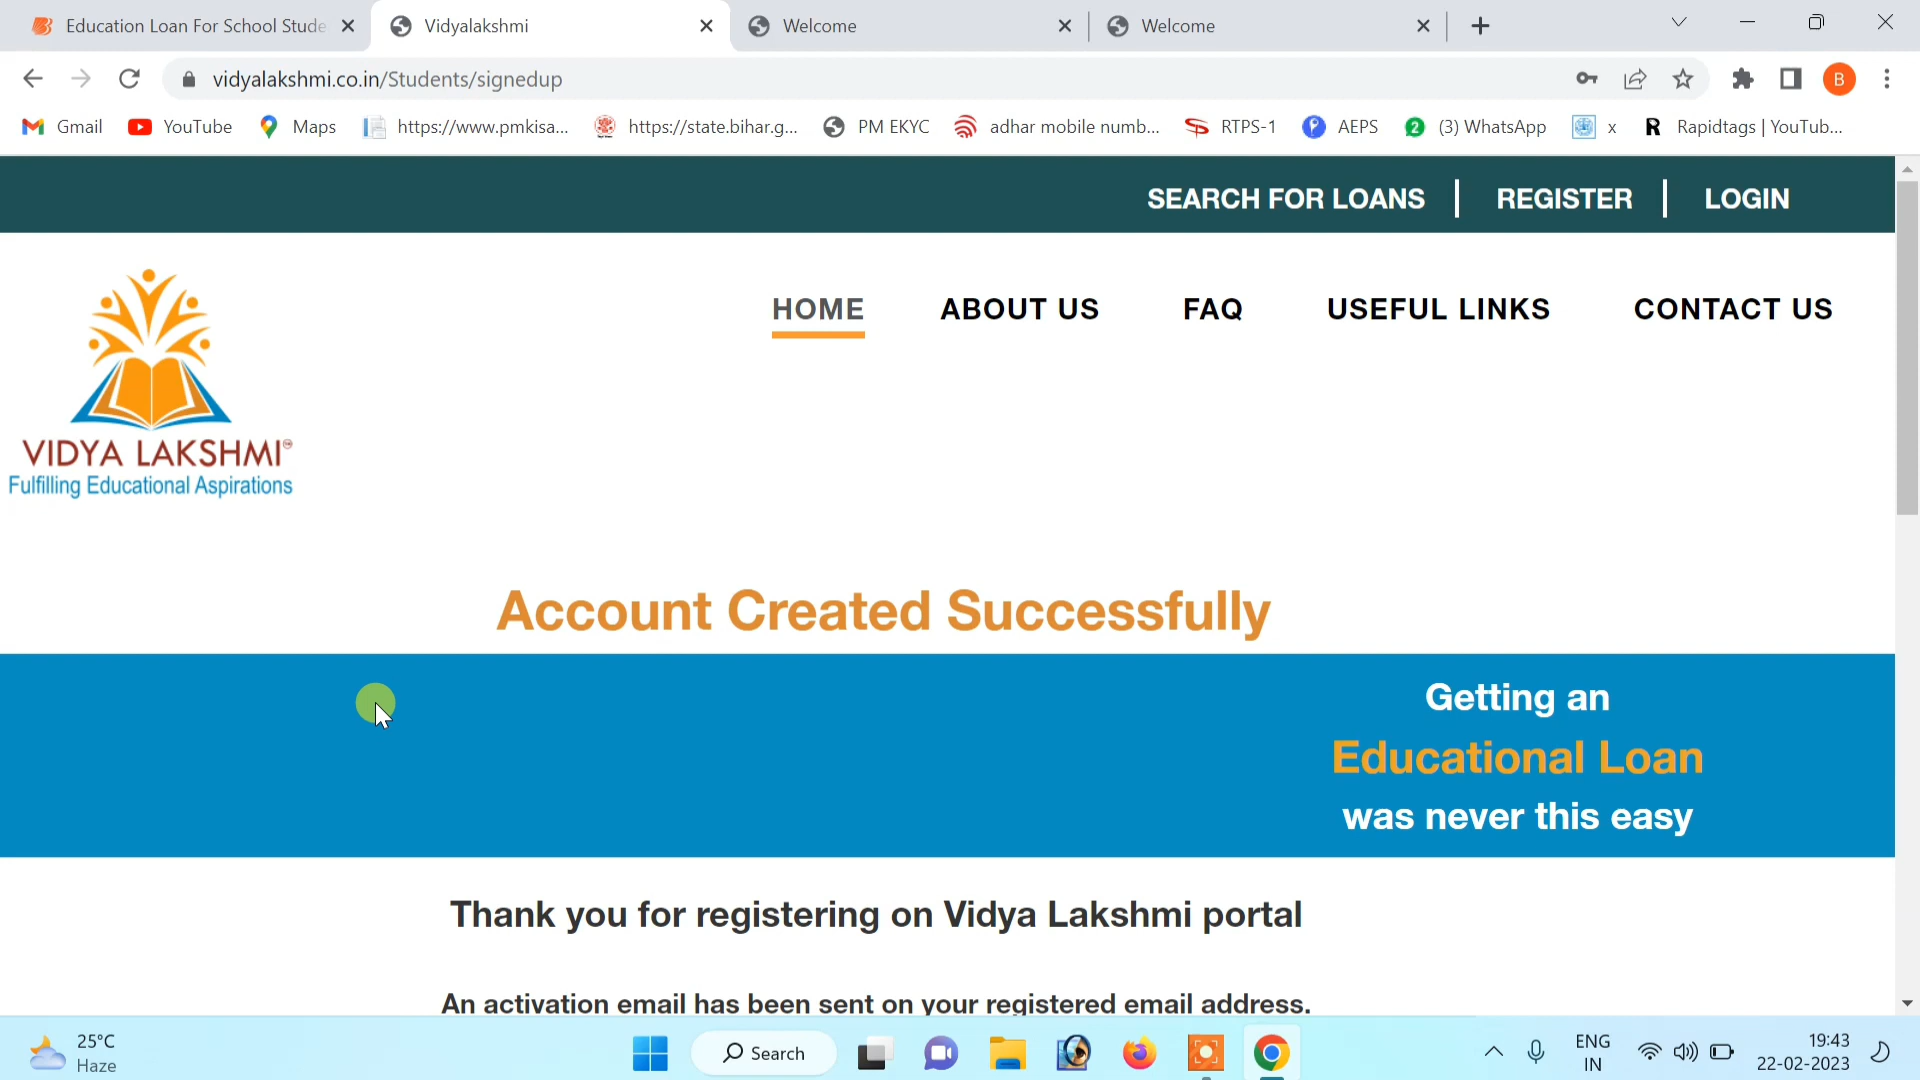 Education Loan For School Stude
Vidyalakshmi
Welcome
Welcome
vidyalakshmi.co.in/Students/signedup
B
Gmail
YouTube
Maps
https://www.pmkisa...
https://state.bihar.g...
PM EKYC
adhar mobile numb...
RTPS-1
AEPS
2
(3) WhatsApp
x
R
Rapidtags | YouTub...
SEARCH FOR LOANS
REGISTER
LOGIN
HOME
ABOUT US
FAQ
USEFUL LINKS
CONTACT US
VIDYA LAKSHMI
Fulfilling Educational Aspirations
Account Created Successfully
Getting an
Educational Loan
was never this easy
Thank you for registering on Vidya Lakshmi portal
An activation email has been sent on your registered email address.
25°C
Haze
Search
ENG
IN
19:43
22-02-2023